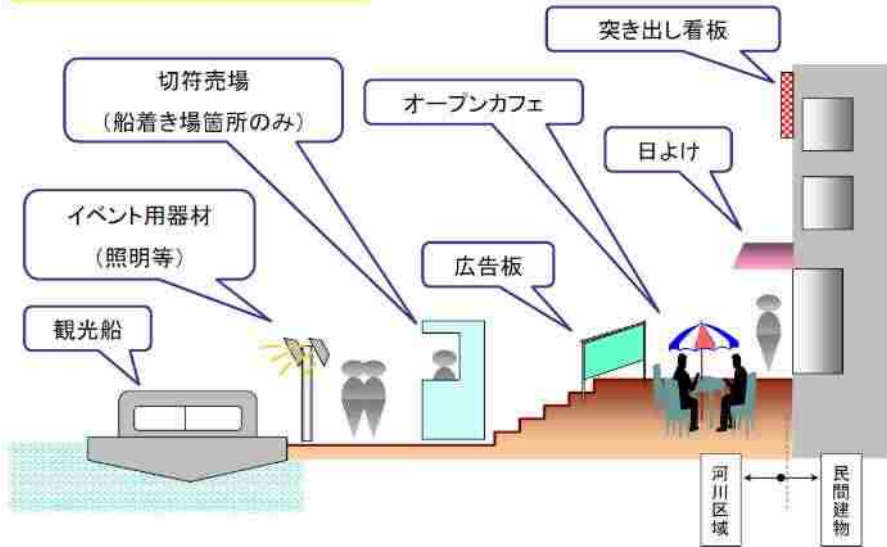 突き出し看板
切符売場
（船着き場箇所のみ）
オープンカフェ
日よけ
イベント用器材
（照明等）
広告板
観光船
河川区域
民間建物